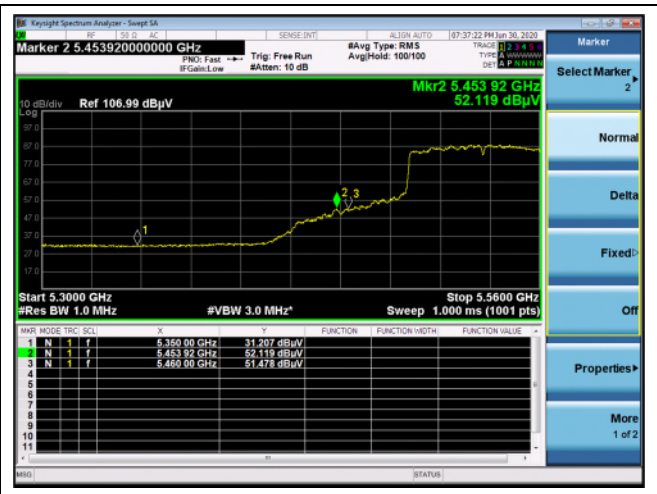 Keysight Spectrum Analyzer - Swept SA
RF 50 Ω AC SENSE:INT ALIGN AUTO 07:37:22 PM Jun 30, 2020
Marker 2 5.453920000000 GHz
PNO: Fast
IFGain:Low
Trig: Free Run
#Atten: 10 dB
#Avg Type: RMS
Avg|Hold: 100/100
TRACE 1 2 3 4 5 6
TYPE A WWWWW
DET A P N N N N
Mkr2 5.453 92 GHz
52.119 dBµV
10 dB/div Ref 106.99 dBµV
Log
97.0
87.0
77.0
67.0
57.0
47.0
37.0
27.0
17.0
1
2
3
Start 5.3000 GHz Stop 5.5600 GHz
#Res BW 1.0 MHz #VBW 3.0 MHz* Sweep 1.000 ms (1001 pts)
MKR MODE TRC SCL X Y FUNCTION FUNCTION WIDTH FUNCTION VALUE
1 N 1 f 5.350 00 GHz 31.207 dBµV
2 N 1 f 5.453 92 GHz 52.119 dBµV
3 N 1 f 5.460 00 GHz 51.478 dBµV
4
5
6
7
8
9
10
11
MSG STATUS
Marker
Select Marker
2
Normal
Delta
Fixed
Off
Properties
More
1 of 2